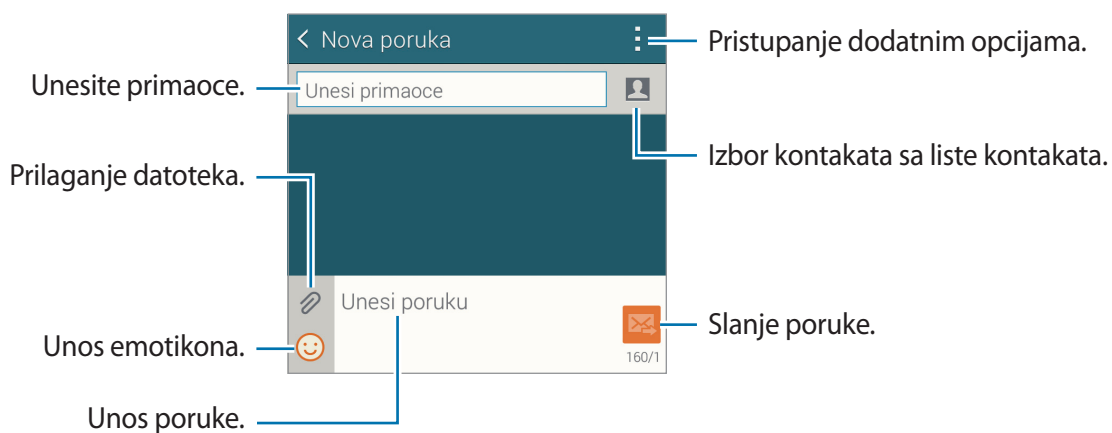 Nova poruka
Pristupanje dodatnim opcijama.
Unesite primaoce.
Unesi primaoce
Izbor kontakata sa liste kontakata.
Prilaganje datoteka.
Unesi poruku
Slanje poruke.
Unos emotikona.
160/1
Unos poruke.